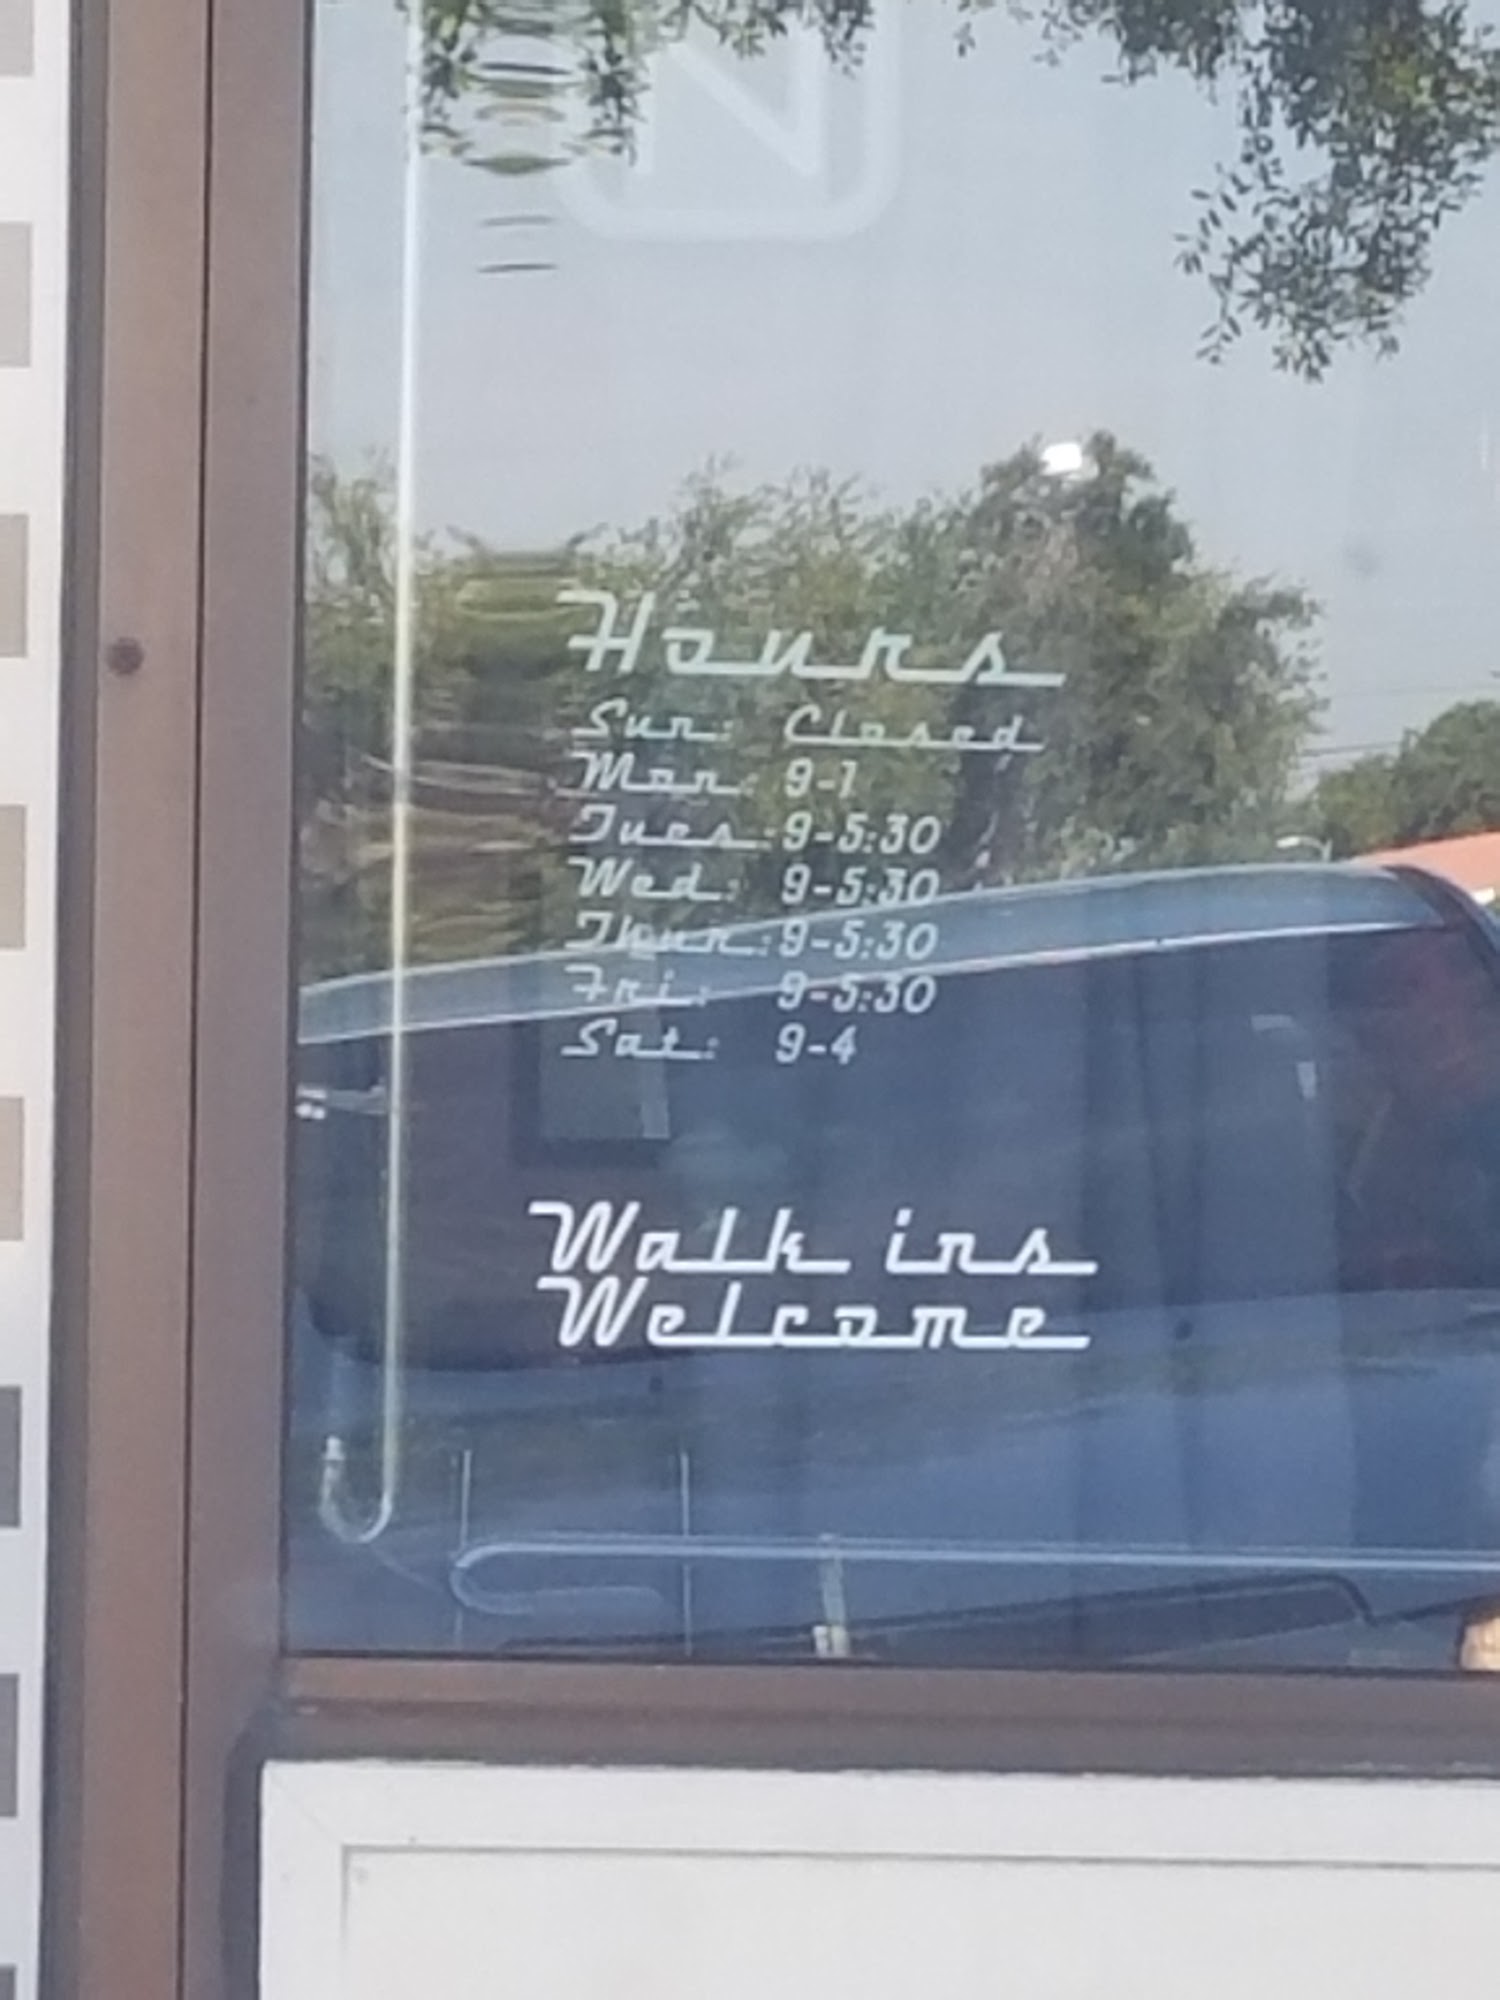 Hours
Sun: Closed
Mon: 9-1
Tues: 9-5:30
Wed: 9-5:30
Thur: 9-5:30
Fri: 9-5:30
Sat: 9-4
Walk ins
Welcome